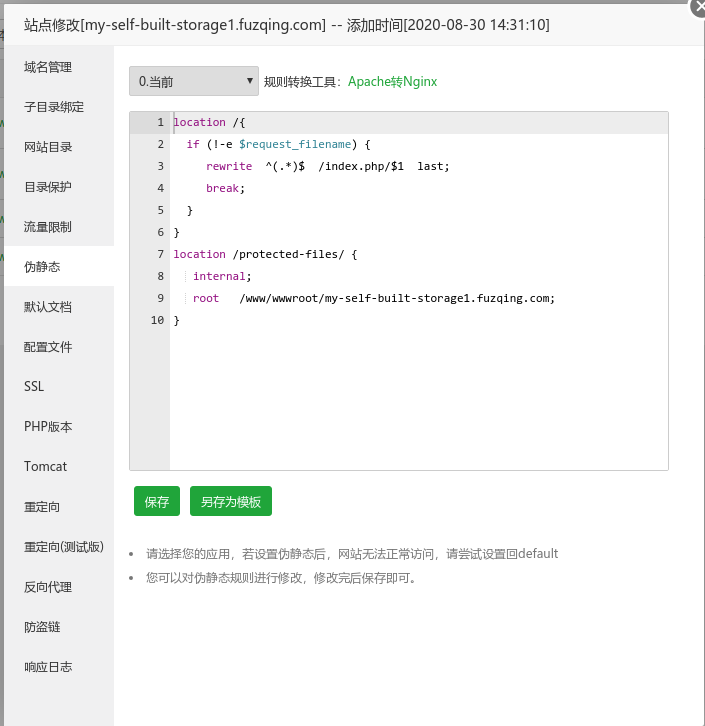 站点修改[my-self-built-storage1.fuzqing.com] -- 添加时间[2020-08-30 14:31:10]
域名管理
子目录绑定
网站目录
目录保护
流量限制
伪静态
默认文档
配置文件
SSL
PHP版本
Tomcat
重定向
重定向(测试版)
反向代理
防盗链
响应日志
0.当前 规则转换工具：Apache转Nginx
1 location /{
2 if (!-e $request_filename) {
3 rewrite ^(.*)$ /index.php/$1 last;
4 break;
5 }
6 }
7 location /protected-files/ {
8 internal;
9 root /www/wwwroot/my-self-built-storage1.fuzqing.com;
10 }
保存 另存为模板
• 请选择您的应用，若设置伪静态后，网站无法正常访问，请尝试设置回default
• 您可以对伪静态规则进行修改，修改完后保存即可。